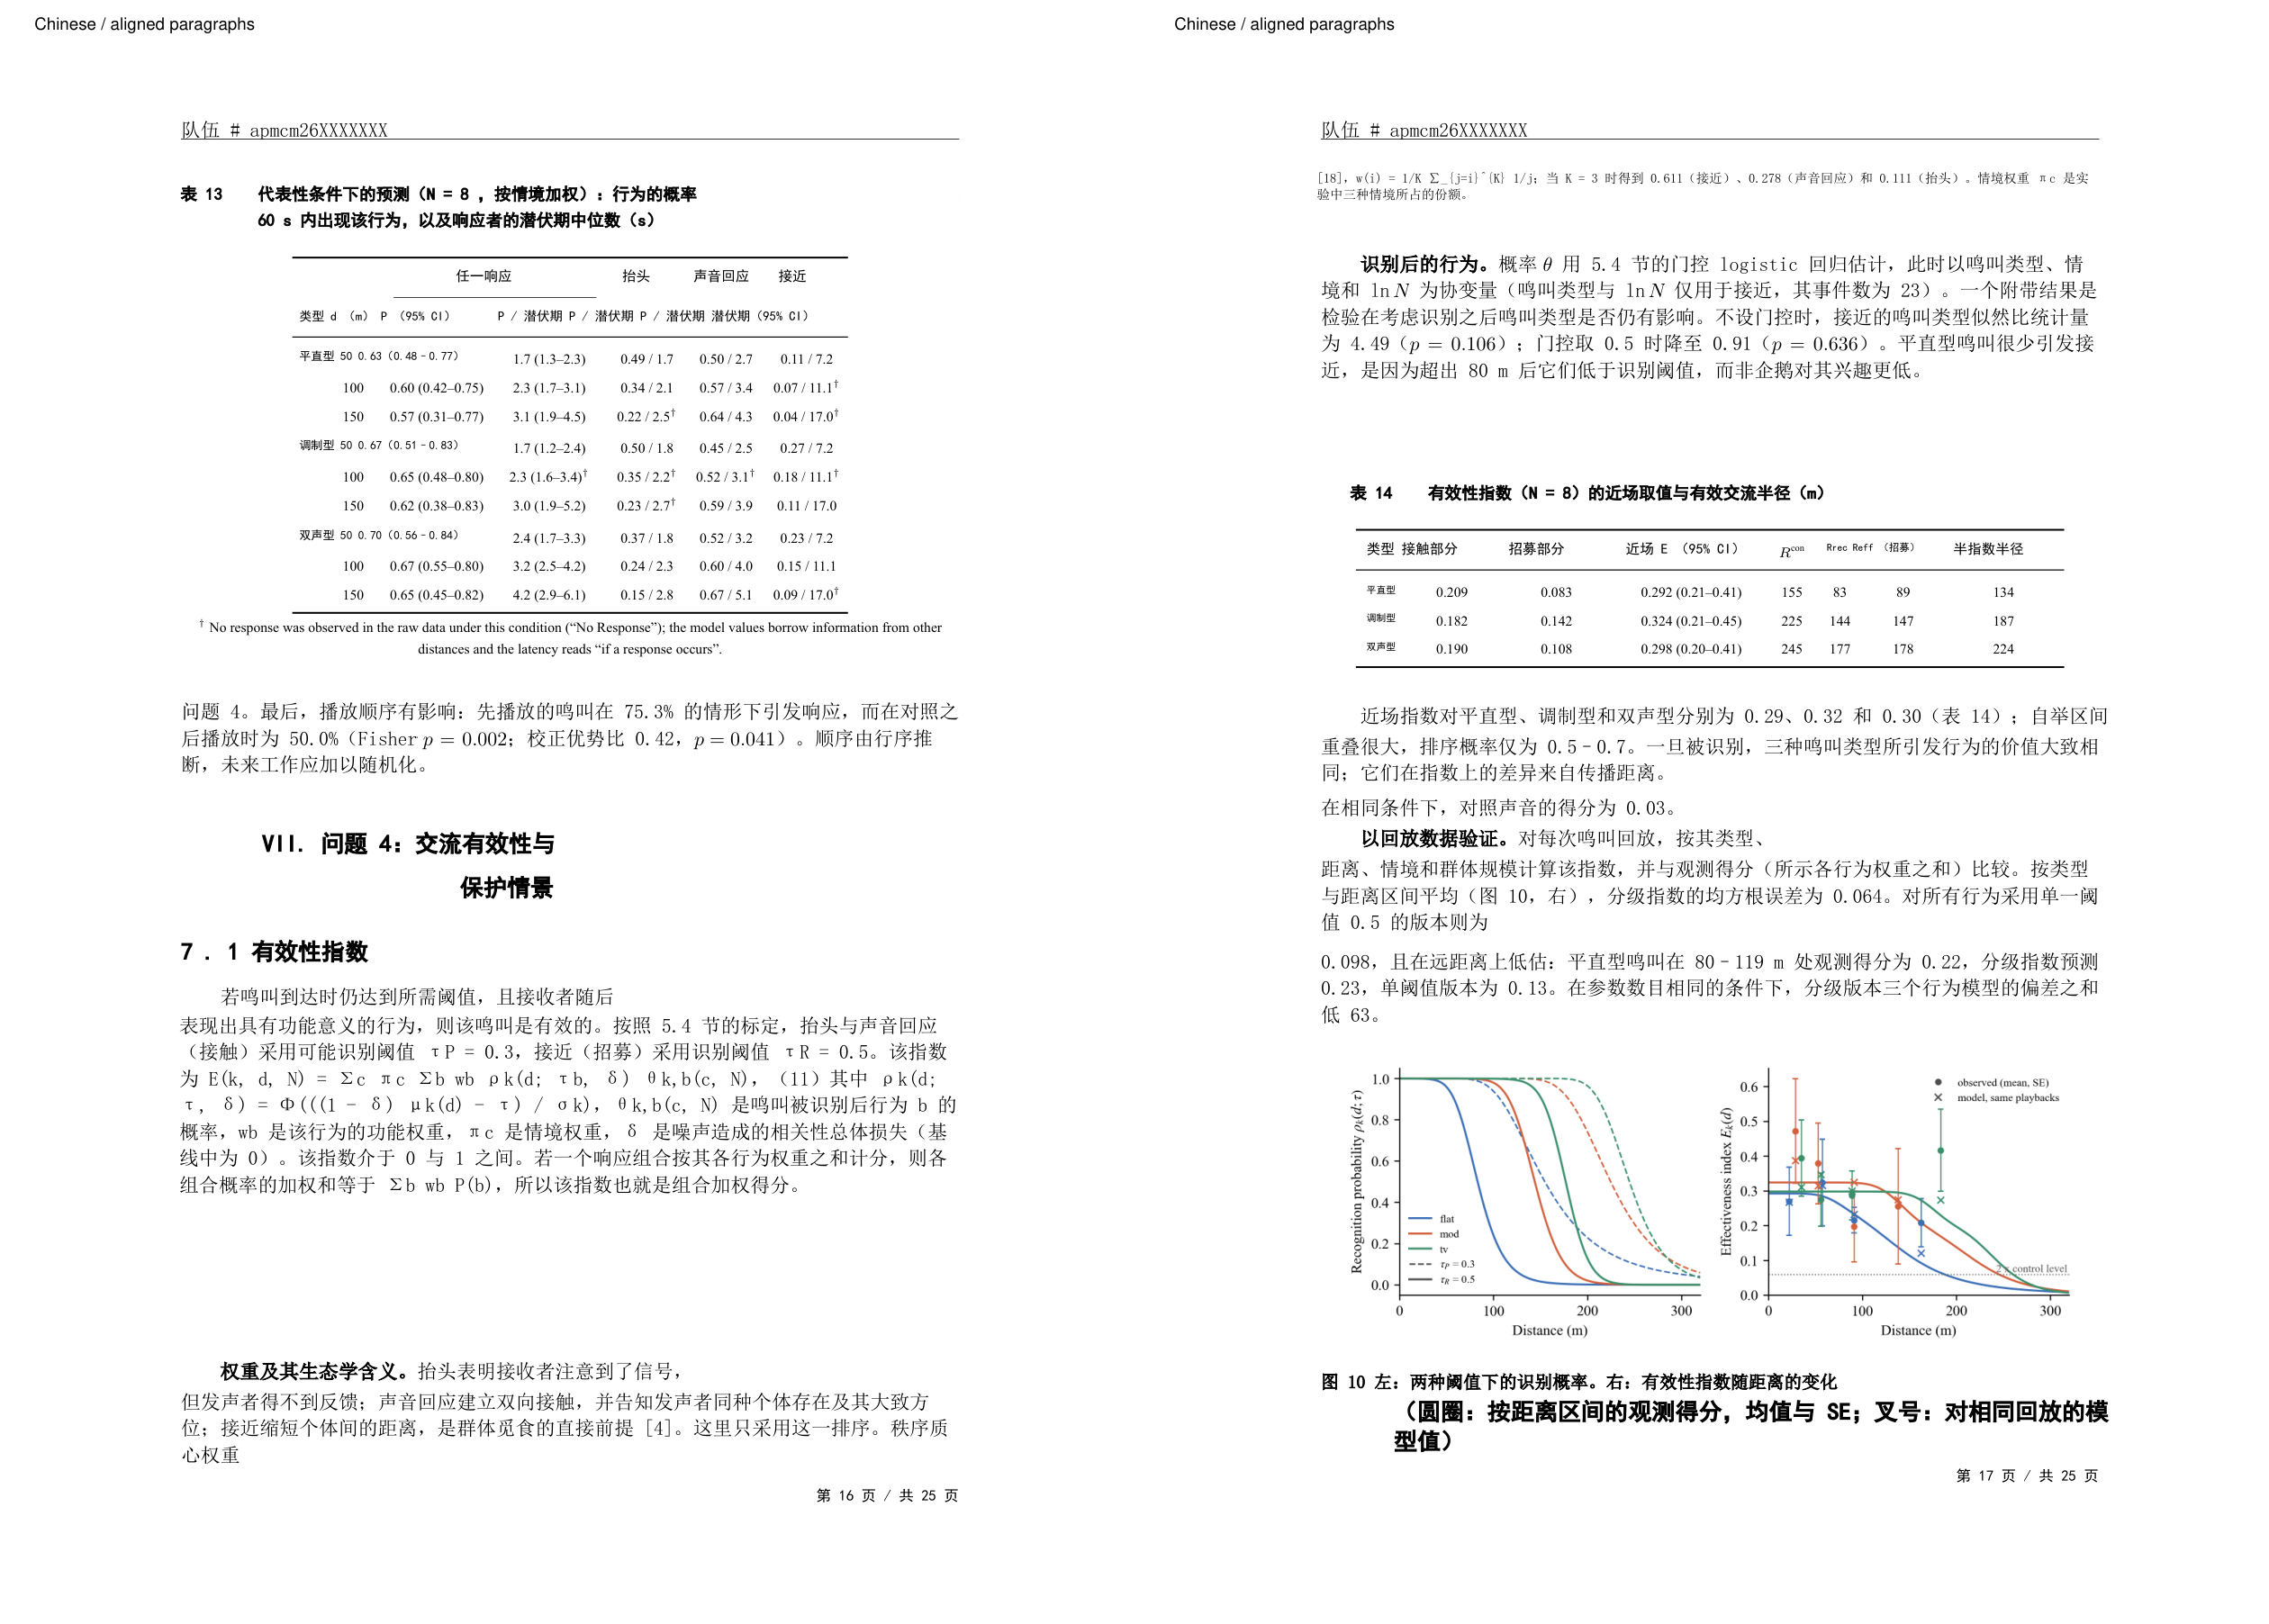 Chinese / aligned paragraphs
队伍 # apmcm26XXXXXXX
表 13 代表性条件下的预测（N = 8 ，按情境加权）：行为的概率
60 s 内出现该行为，以及响应者的潜伏期中位数（s）
任一响应 抬头 声音回应 接近
类型 d （m） P （95% CI） P / 潜伏期 P / 潜伏期 P / 潜伏期 潜伏期（95% CI）
平直型 50 0.63（0.48–0.77） 1.7 (1.3–2.3) 0.49 / 1.7 0.50 / 2.7 0.11 / 7.2
100 0.60 (0.42–0.75) 2.3 (1.7–3.1) 0.34 / 2.1 0.57 / 3.4 0.07 / 11.1†
150 0.57 (0.31–0.77) 3.1 (1.9–4.5) 0.22 / 2.5† 0.64 / 4.3 0.04 / 17.0†
调制型 50 0.67（0.51–0.83） 1.7 (1.2–2.4) 0.50 / 1.8 0.45 / 2.5 0.27 / 7.2
100 0.65 (0.48–0.80) 2.3 (1.6–3.4)† 0.35 / 2.2† 0.52 / 3.1† 0.18 / 11.1†
150 0.62 (0.38–0.83) 3.0 (1.9–5.2) 0.23 / 2.7† 0.59 / 3.9 0.11 / 17.0
双声型 50 0.70（0.56–0.84） 2.4 (1.7–3.3) 0.37 / 1.8 0.52 / 3.2 0.23 / 7.2
100 0.67 (0.55–0.80) 3.2 (2.5–4.2) 0.24 / 2.3 0.60 / 4.0 0.15 / 11.1
150 0.65 (0.45–0.82) 4.2 (2.9–6.1) 0.15 / 2.8 0.67 / 5.1 0.09 / 17.0†
† No response was observed in the raw data under this condition (“No Response”); the model values borrow information from other
distances and the latency reads “if a response occurs”.
问题 4。最后，播放顺序有影响：先播放的鸣叫在 75.3% 的情形下引发响应，而在对照之
后播放时为 50.0%（Fisher p = 0.002；校正优势比 0.42，p = 0.041）。顺序由行序推
断，未来工作应加以随机化。
VII. 问题 4：交流有效性与
保护情景
7 . 1 有效性指数
若鸣叫到达时仍达到所需阈值，且接收者随后
表现出具有功能意义的行为，则该鸣叫是有效的。按照 5.4 节的标定，抬头与声音回应
（接触）采用可能识别阈值 τP = 0.3，接近（招募）采用识别阈值 τR = 0.5。该指数
为 E(k, d, N) = Σc πc Σb wb ρk(d; τb, δ) θk,b(c, N)，（11）其中 ρk(d;
τ, δ) = Φ(((1 − δ) μk(d) − τ) / σk)，θk,b(c, N) 是鸣叫被识别后行为 b 的
概率，wb 是该行为的功能权重，πc 是情境权重，δ 是噪声造成的相关性总体损失（基
线中为 0）。该指数介于 0 与 1 之间。若一个响应组合按其各行为权重之和计分，则各
组合概率的加权和等于 Σb wb P(b)，所以该指数也就是组合加权得分。
权重及其生态学含义。抬头表明接收者注意到了信号，
但发声者得不到反馈；声音回应建立双向接触，并告知发声者同种个体存在及其大致方
位；接近缩短个体间的距离，是群体觅食的直接前提 [4]。这里只采用这一排序。秩序质
心权重
第 16 页 / 共 25 页
Chinese / aligned paragraphs
队伍 # apmcm26XXXXXXX
[18]，w(i) = 1/K Σ_{j=i}^{K} 1/j；当 K = 3 时得到 0.611（接近）、0.278（声音回应）和 0.111（抬头）。情境权重 πc 是实
验中三种情境所占的份额。
识别后的行为。概率 θ 用 5.4 节的门控 logistic 回归估计，此时以鸣叫类型、情
境和 ln N 为协变量（鸣叫类型与 ln N 仅用于接近，其事件数为 23）。一个附带结果是
检验在考虑识别之后鸣叫类型是否仍有影响。不设门控时，接近的鸣叫类型似然比统计量
为 4.49（p = 0.106）；门控取 0.5 时降至 0.91（p = 0.636）。平直型鸣叫很少引发接
近，是因为超出 80 m 后它们低于识别阈值，而非企鹅对其兴趣更低。
表 14 有效性指数（N = 8）的近场取值与有效交流半径（m）
类型 接触部分 招募部分 近场 E （95% CI） Rcon Rrec Reff （招募） 半指数半径
平直型 0.209 0.083 0.292 (0.21–0.41) 155 83 89 134
调制型 0.182 0.142 0.324 (0.21–0.45) 225 144 147 187
双声型 0.190 0.108 0.298 (0.20–0.41) 245 177 178 224
近场指数对平直型、调制型和双声型分别为 0.29、0.32 和 0.30（表 14）；自举区间
重叠很大，排序概率仅为 0.5–0.7。一旦被识别，三种鸣叫类型所引发行为的价值大致相
同；它们在指数上的差异来自传播距离。
在相同条件下，对照声音的得分为 0.03。
以回放数据验证。对每次鸣叫回放，按其类型、
距离、情境和群体规模计算该指数，并与观测得分（所示各行为权重之和）比较。按类型
与距离区间平均（图 10，右），分级指数的均方根误差为 0.064。对所有行为采用单一阈
值 0.5 的版本则为
0.098，且在远距离上低估：平直型鸣叫在 80–119 m 处观测得分为 0.22，分级指数预测
0.23，单阈值版本为 0.13。在参数数目相同的条件下，分级版本三个行为模型的偏差之和
低 63。
Recognition probability ρk(d; τ)
1.0
0.8
0.6
0.4
0.2
0.0
flat
mod
tv
τP = 0.3
τR = 0.5
0 100 200 300
Distance (m)
Effectiveness index Ek(d)
0.6
0.5
0.4
0.3
0.2
0.1
0.0
observed (mean, SE)
model, same playbacks
control level
0 100 200 300
Distance (m)
图 10 左：两种阈值下的识别概率。右：有效性指数随距离的变化
（圆圈：按距离区间的观测得分，均值与 SE；叉号：对相同回放的模
型值）
第 17 页 / 共 25 页